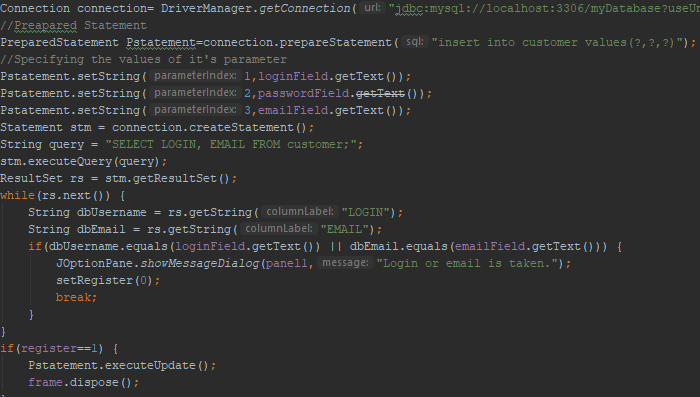 Connection connection= DriverManager.getConnection( url: "jdbc:mysql://localhost:3306/myDatabase?useUn
//Preapared Statement
PreparedStatement Pstatement=connection.prepareStatement( sql: "insert into customer values(?,?,?)");
//Specifying the values of it's parameter
Pstatement.setString( parameterIndex: 1,loginField.getText());
Pstatement.setString( parameterIndex: 2,passwordField.getText());
Pstatement.setString( parameterIndex: 3,emailField.getText());
Statement stm = connection.createStatement();
String query = "SELECT LOGIN, EMAIL FROM customer;";
stm.executeQuery(query);
ResultSet rs = stm.getResultSet();
while(rs.next()) {
    String dbUsername = rs.getString( columnLabel: "LOGIN");
    String dbEmail = rs.getString( columnLabel: "EMAIL");
    if(dbUsername.equals(loginField.getText()) || dbEmail.equals(emailField.getText())) {
        JOptionPane.showMessageDialog(panel1, message: "Login or email is taken.");
        setRegister(0);
        break;
    }
}
if(register==1) {
    Pstatement.executeUpdate();
    frame.dispose();